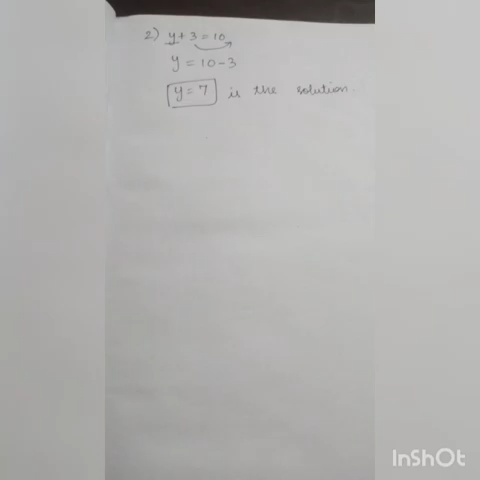 2) y + 3 = 10
y = 10 - 3
y = 7 is the solution.
InShOt